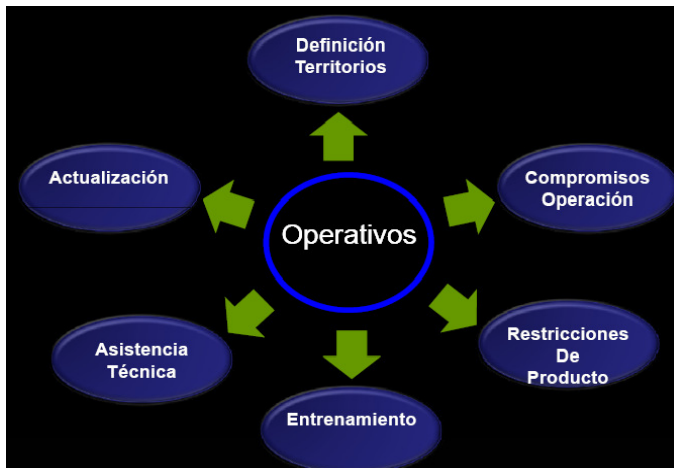 Definición
Territorios
Actualización
Compromisos
Operación
Operativos
Asistencia
Técnica
Restricciones
De
Producto
Entrenamiento